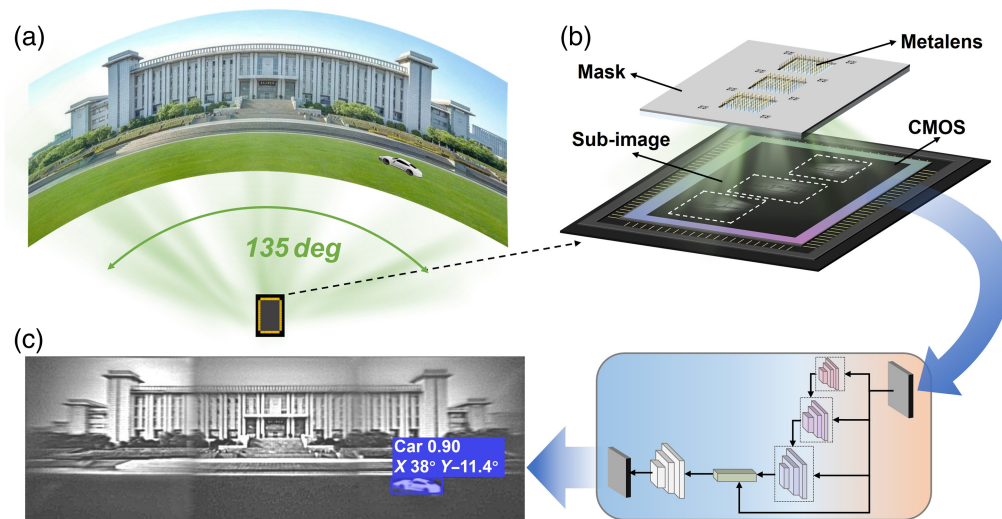 (a)
135 deg
(b)
Metalens
Mask
Sub-image
CMOS
(c)
Car 0.90
X 38° Y−11.4°